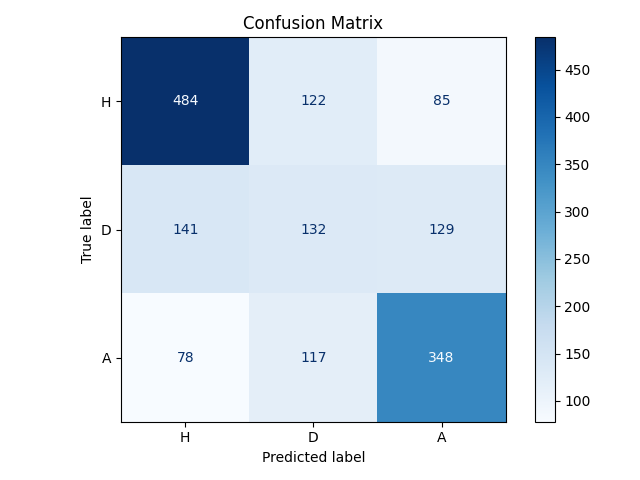 Confusion Matrix
H 484 122 85
D 141 132 129
A 78 117 348
H D A
Predicted label
True label
450
400
350
300
250
200
150
100